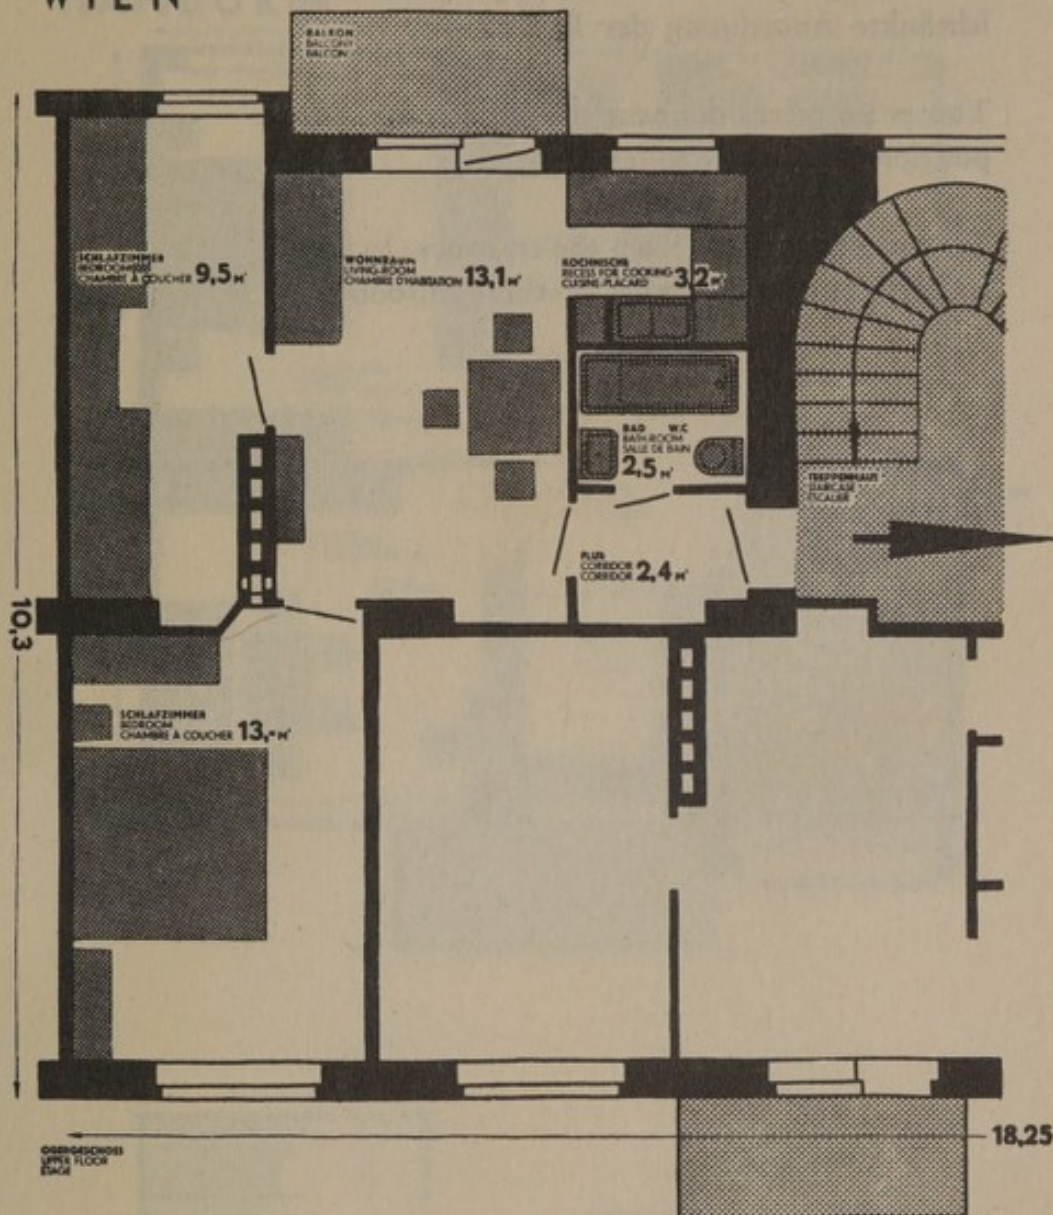 WIEN
BALKON
BALCONY
BALCON
SCHLAFZIMMER
BEDROOM
CHAMBRE À COUCHER 9,5 M²
WOHNRAUM
LIVING-ROOM
CHAMBRE D'HABITATION 13,1 M²
KOCHNISCHE
RECESS FOR COOKING
CUISINE-PLACARD 3,2 M²
BAD W.C
BATH-ROOM
SALLE DE BAIN
2,5 M²
TREPPENHAUS
STAIRCASE
ESCALIER
FLUR
CORRIDOR
CORRIDOR 2,4 M²
10,3
SCHLAFZIMMER
BEDROOM
CHAMBRE À COUCHER 13,- M²
18,25
OBERGESCHOSS
UPPER FLOOR
ETAGE